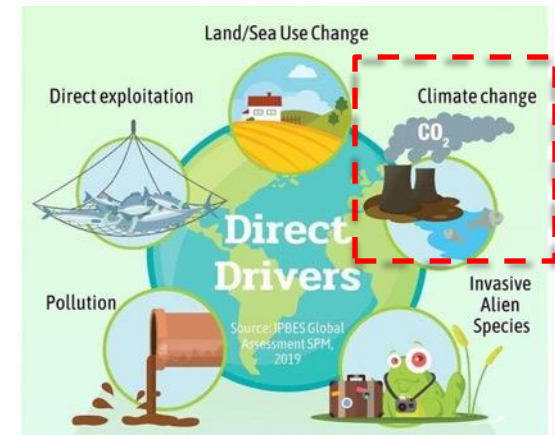 Land/Sea Use Change
Direct exploitation
Climate change
CO₂
Direct
Drivers
Source: IPBES Global
Assessment SPM,
2019
Pollution
Invasive
Alien
Species